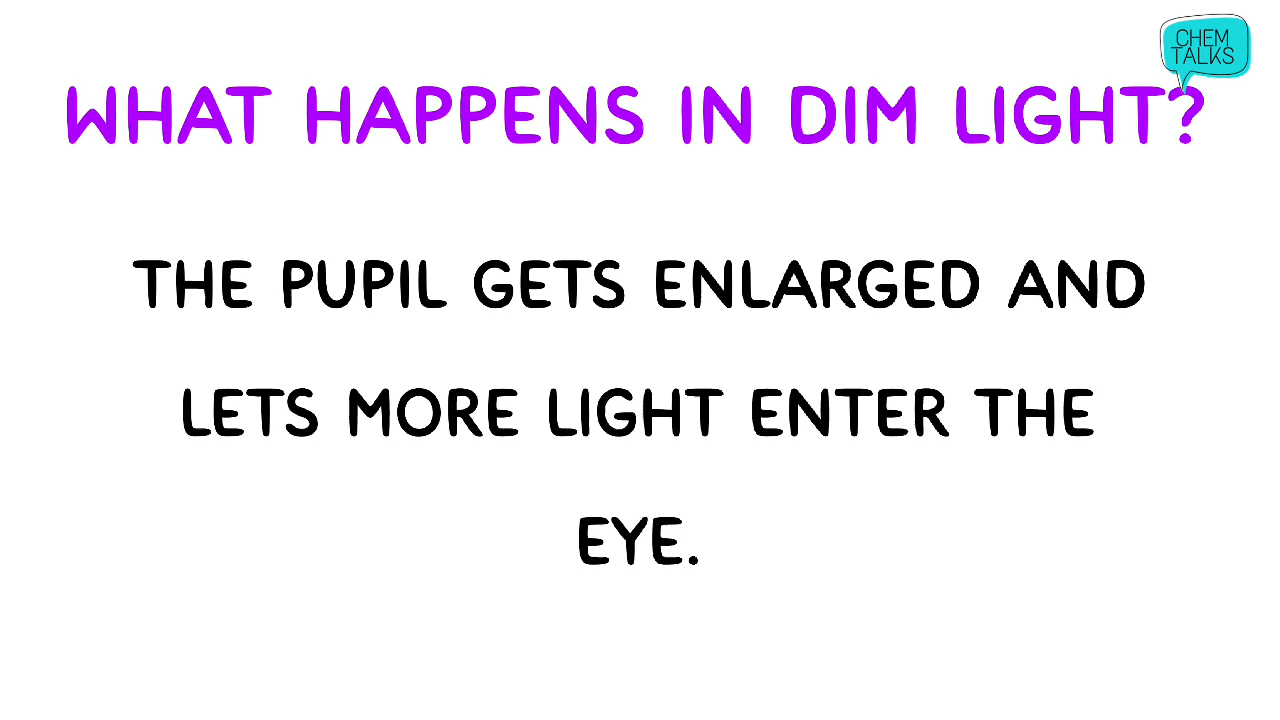 CHEM
TALKS
WHAT HAPPENS IN DIM LIGHT?
THE PUPIL GETS ENLARGED AND
LETS MORE LIGHT ENTER THE
EYE.